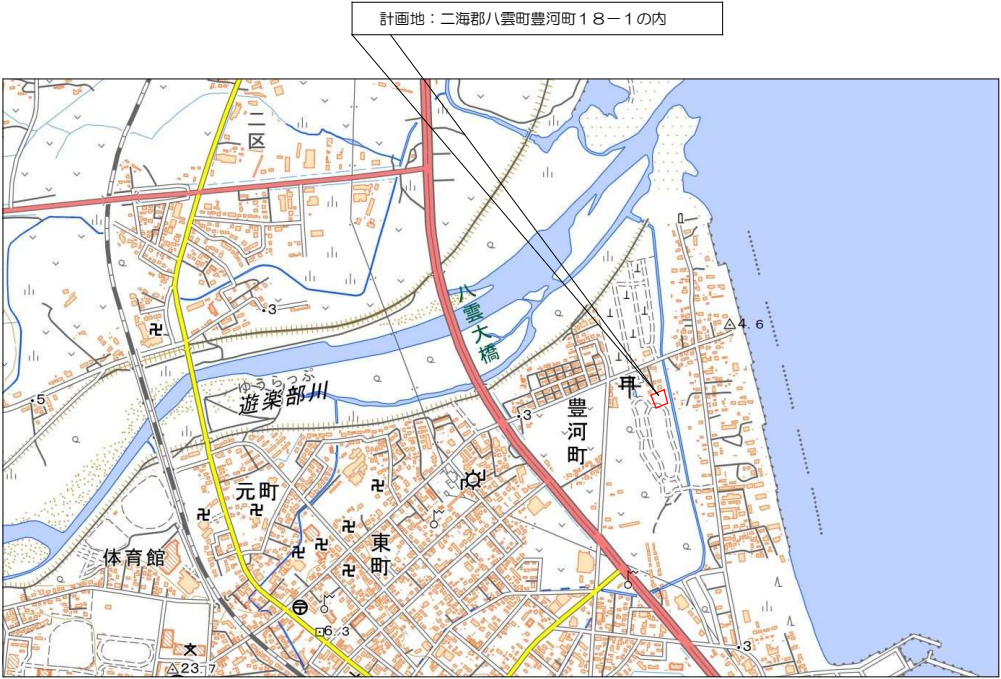 計画地：二海郡八雲町豊河町１８－１の内
二区
八雲大橋
・3
△4.6
ゆうらっぷ
遊楽部川
・5
・3
豊河町
元町
東町
体育館
6.3
・3
△23.7